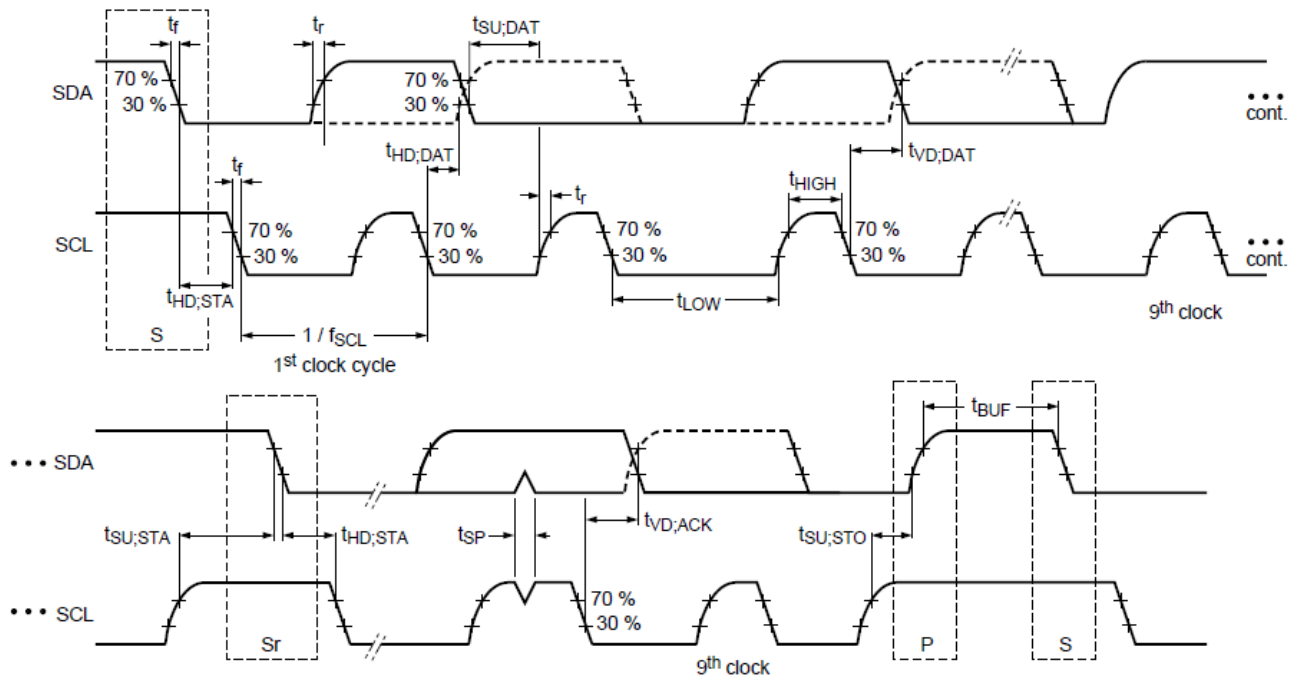 tf tr tSU;DAT
70 % 70 %
SDA
30 % 30 %
••• cont.
tf tHD;DAT tr tHIGH tVD;DAT
70 % 70 % 70 % 70 %
SCL
30 % 30 % 30 % 30 %
••• cont.
tHD;STA tLOW
S 1 / fSCL 9th clock
1st clock cycle
tBUF
••• SDA
tSU;STA tHD;STA tSP tVD;ACK tSU;STO
70 %
••• SCL
30 %
Sr P S
9th clock